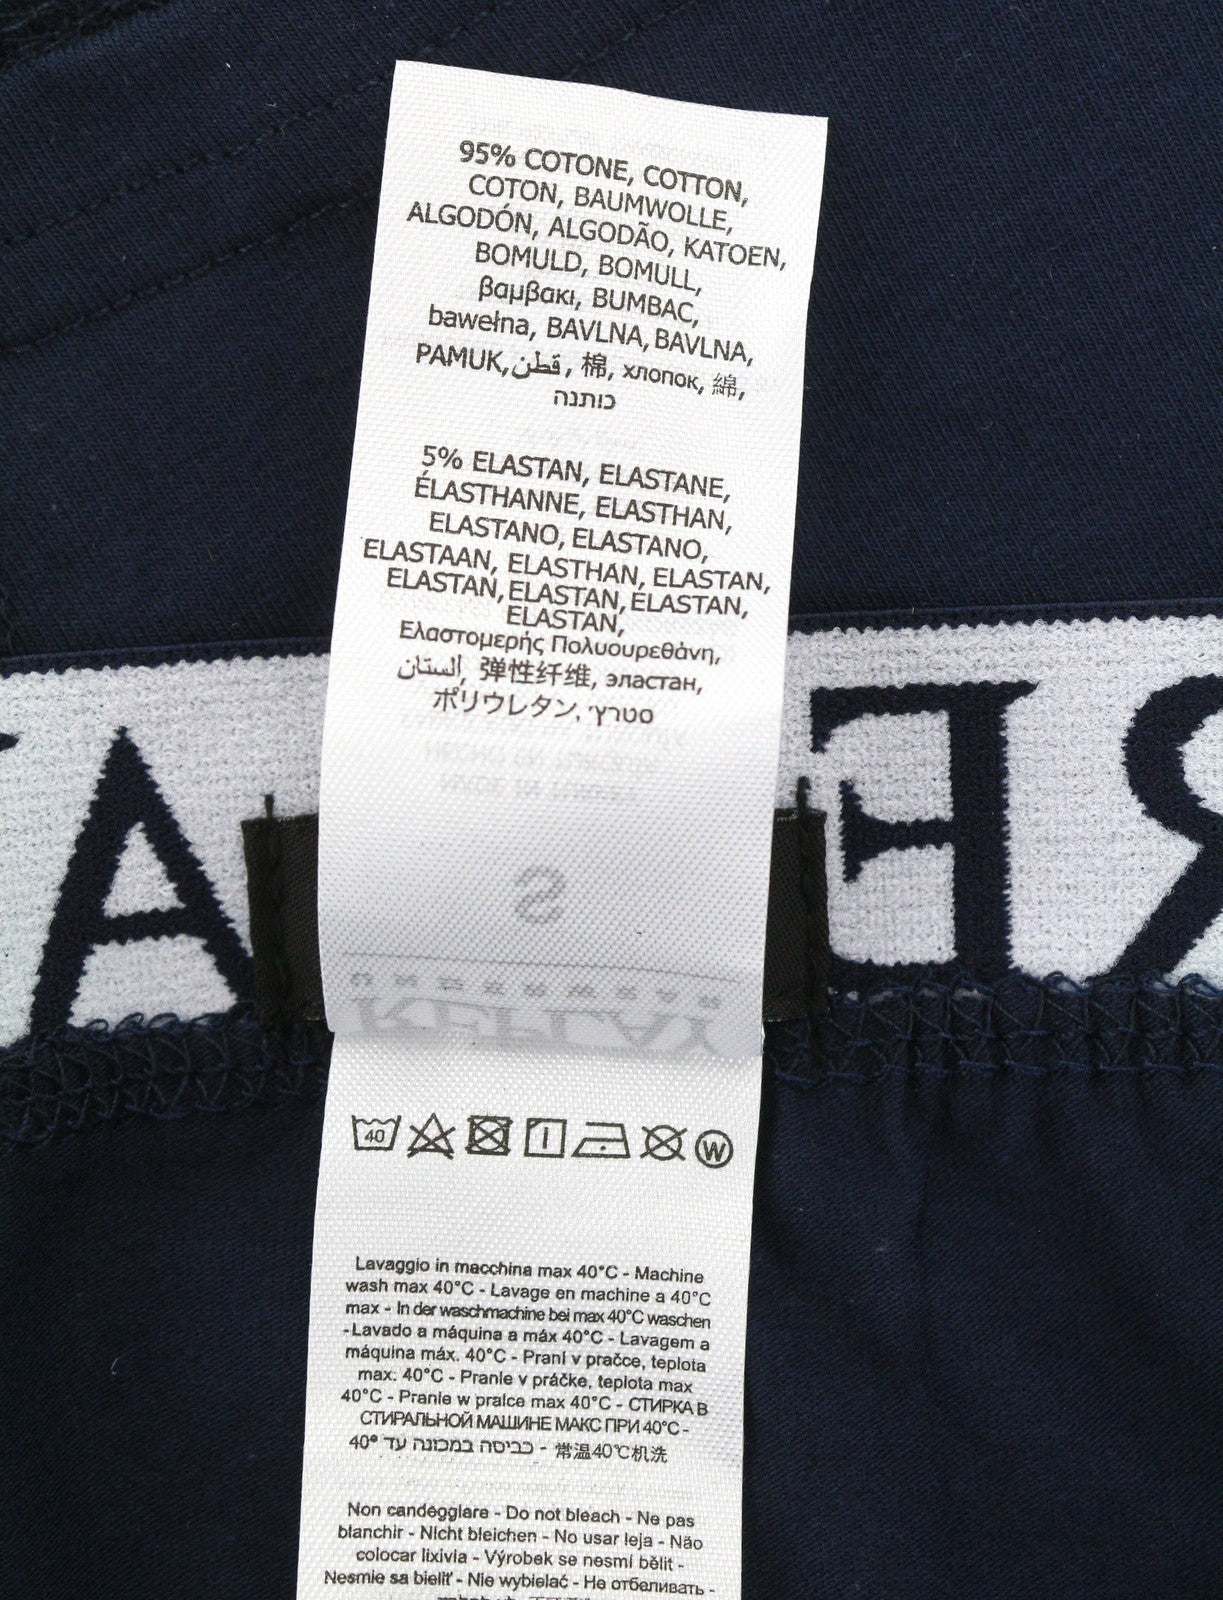 95% COTONE, COTTON,
COTON, BAUMWOLLE,
ALGODÓN, ALGODÃO, KATOEN,
BOMULD, BOMULL,
βαμβακι, BUMBAC,
bawełna, BAVLNA, BAVLNA,
PAMUK, قطن, 棉, хлопок, 綿,
כותנה
5% ELASTAN, ELASTANE,
ÉLASTHANNE, ELASTHAN,
ELASTANO, ELASTANO,
ELASTAAN, ELASTHAN, ELASTAN,
ELASTAN, ELASTAN, ELASTAN,
ELASTAN,
Ελαστομερής Πολυουρεθάνη,
إلستان, 弹性纤维, эластан,
ポリウレタン, סטרץ'
A
ER
S
YALTER
40
W
Lavaggio in macchina max 40°C - Machine
wash max 40°C - Lavage en machine a 40°C
max - In der waschmachine bei max 40°C waschen
- Lavado a máquina a máx 40°C - Lavagem a
máquina máx. 40°C - Praní v pračce, teplota
max. 40°C - Pranie v práčke, teplota max
40°C - Pranie w pralce max 40°C - СТИРКА В
СТИРАЛЬНОЙ МАШИНЕ МАКС ПРИ 40°C -
כביסה במכונה עד 40° - 常温40℃机洗
Non candeggiare - Do not bleach - Ne pas
blanchir - Nicht bleichen - No usar leja - Não
colocar lixivia - Výrobek se nesmí bělit -
Nesmie sa bieliť - Nie wybielać - Не отбеливать -